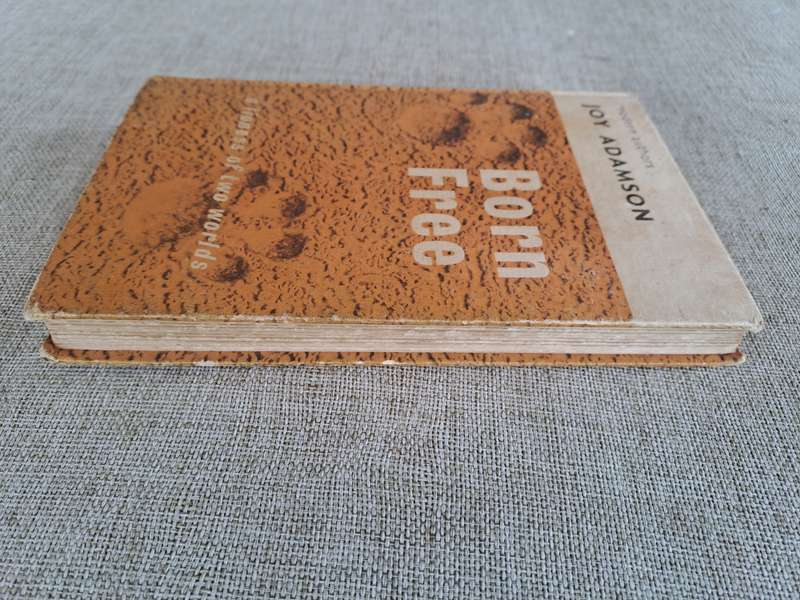 JOY ADAMSON
Born
Free
A lioness of two worlds